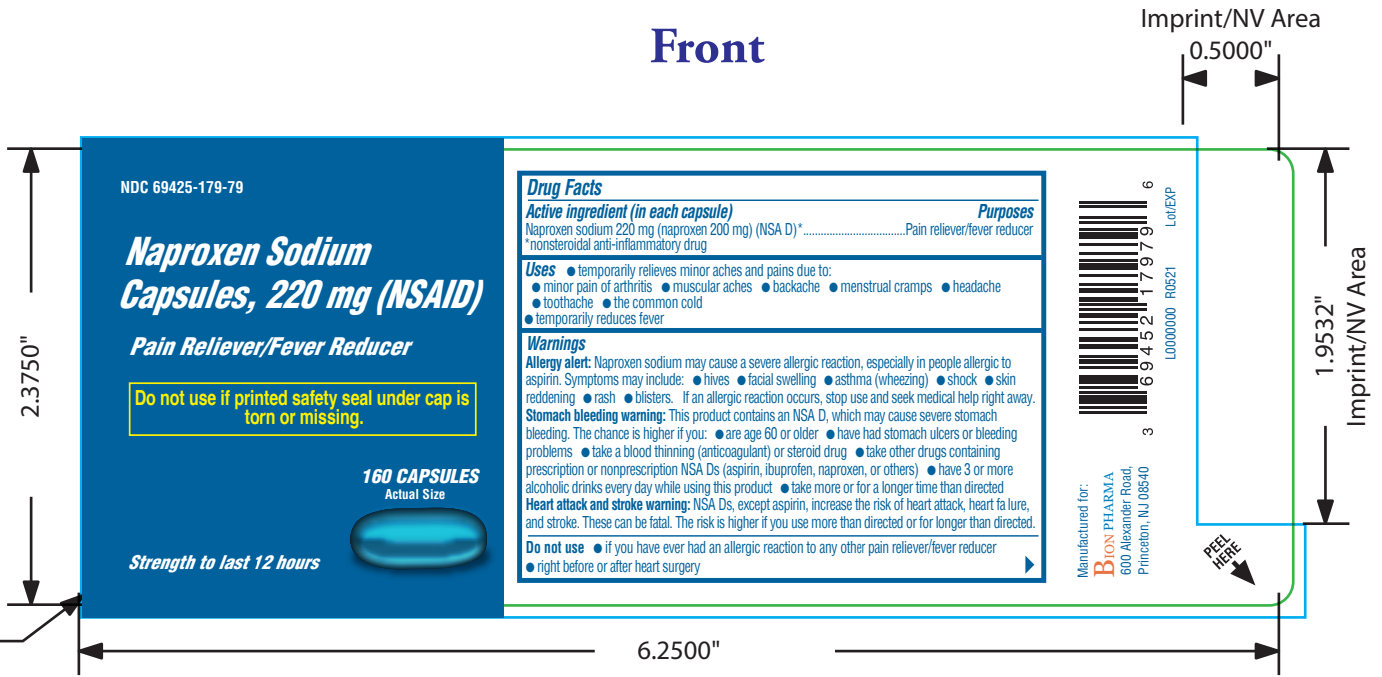 Front
Imprint/NV Area
0.5000"
2.3750"
NDC 69425-179-79
Naproxen Sodium
Capsules, 220 mg (NSAID)
Pain Reliever/Fever Reducer
Do not use if printed safety seal under cap is
torn or missing.
160 CAPSULES
Actual Size
Strength to last 12 hours
Drug Facts
Active ingredient (in each capsule) Purposes
Naproxen sodium 220 mg (naproxen 200 mg) (NSA D)*...................................Pain reliever/fever reducer
*nonsteroidal anti-inflammatory drug
Uses ● temporarily relieves minor aches and pains due to:
● minor pain of arthritis ● muscular aches ● backache ● menstrual cramps ● headache
● toothache ● the common cold
● temporarily reduces fever
Warnings
Allergy alert: Naproxen sodium may cause a severe allergic reaction, especially in people allergic to
aspirin. Symptoms may include: ● hives ● facial swelling ● asthma (wheezing) ● shock ● skin
reddening ● rash ● blisters. If an allergic reaction occurs, stop use and seek medical help right away.
Stomach bleeding warning: This product contains an NSA D, which may cause severe stomach
bleeding. The chance is higher if you: ● are age 60 or older ● have had stomach ulcers or bleeding
problems ● take a blood thinning (anticoagulant) or steroid drug ● take other drugs containing
prescription or nonprescription NSA Ds (aspirin, ibuprofen, naproxen, or others) ● have 3 or more
alcoholic drinks every day while using this product ● take more or for a longer time than directed
Heart attack and stroke warning: NSA Ds, except aspirin, increase the risk of heart attack, heart fa lure,
and stroke. These can be fatal. The risk is higher if you use more than directed or for longer than directed.
Do not use ● if you have ever had an allergic reaction to any other pain reliever/fever reducer
● right before or after heart surgery
Manufactured for:
BION PHARMA
600 Alexander Road,
Princeton, NJ 08540
3 69452 17979 6
L0000000 R0521 Lot/EXP
PEEL
HERE
1.9532"
Imprint/NV Area
6.2500"